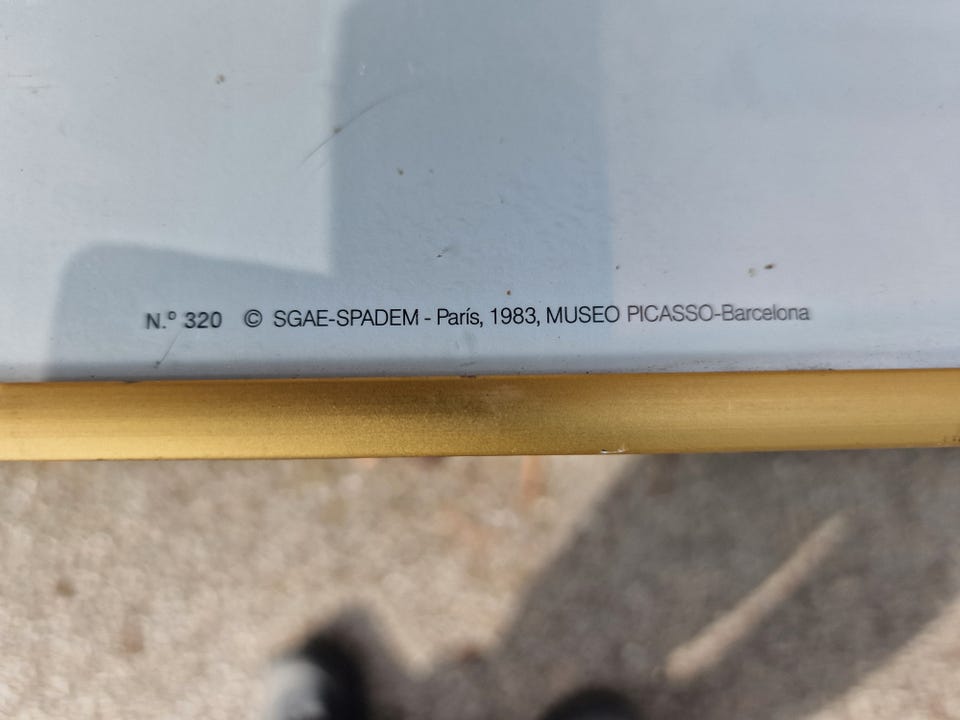 N.º 320 © SGAE-SPADEM - París, 1983, MUSEO PICASSO-Barcelona